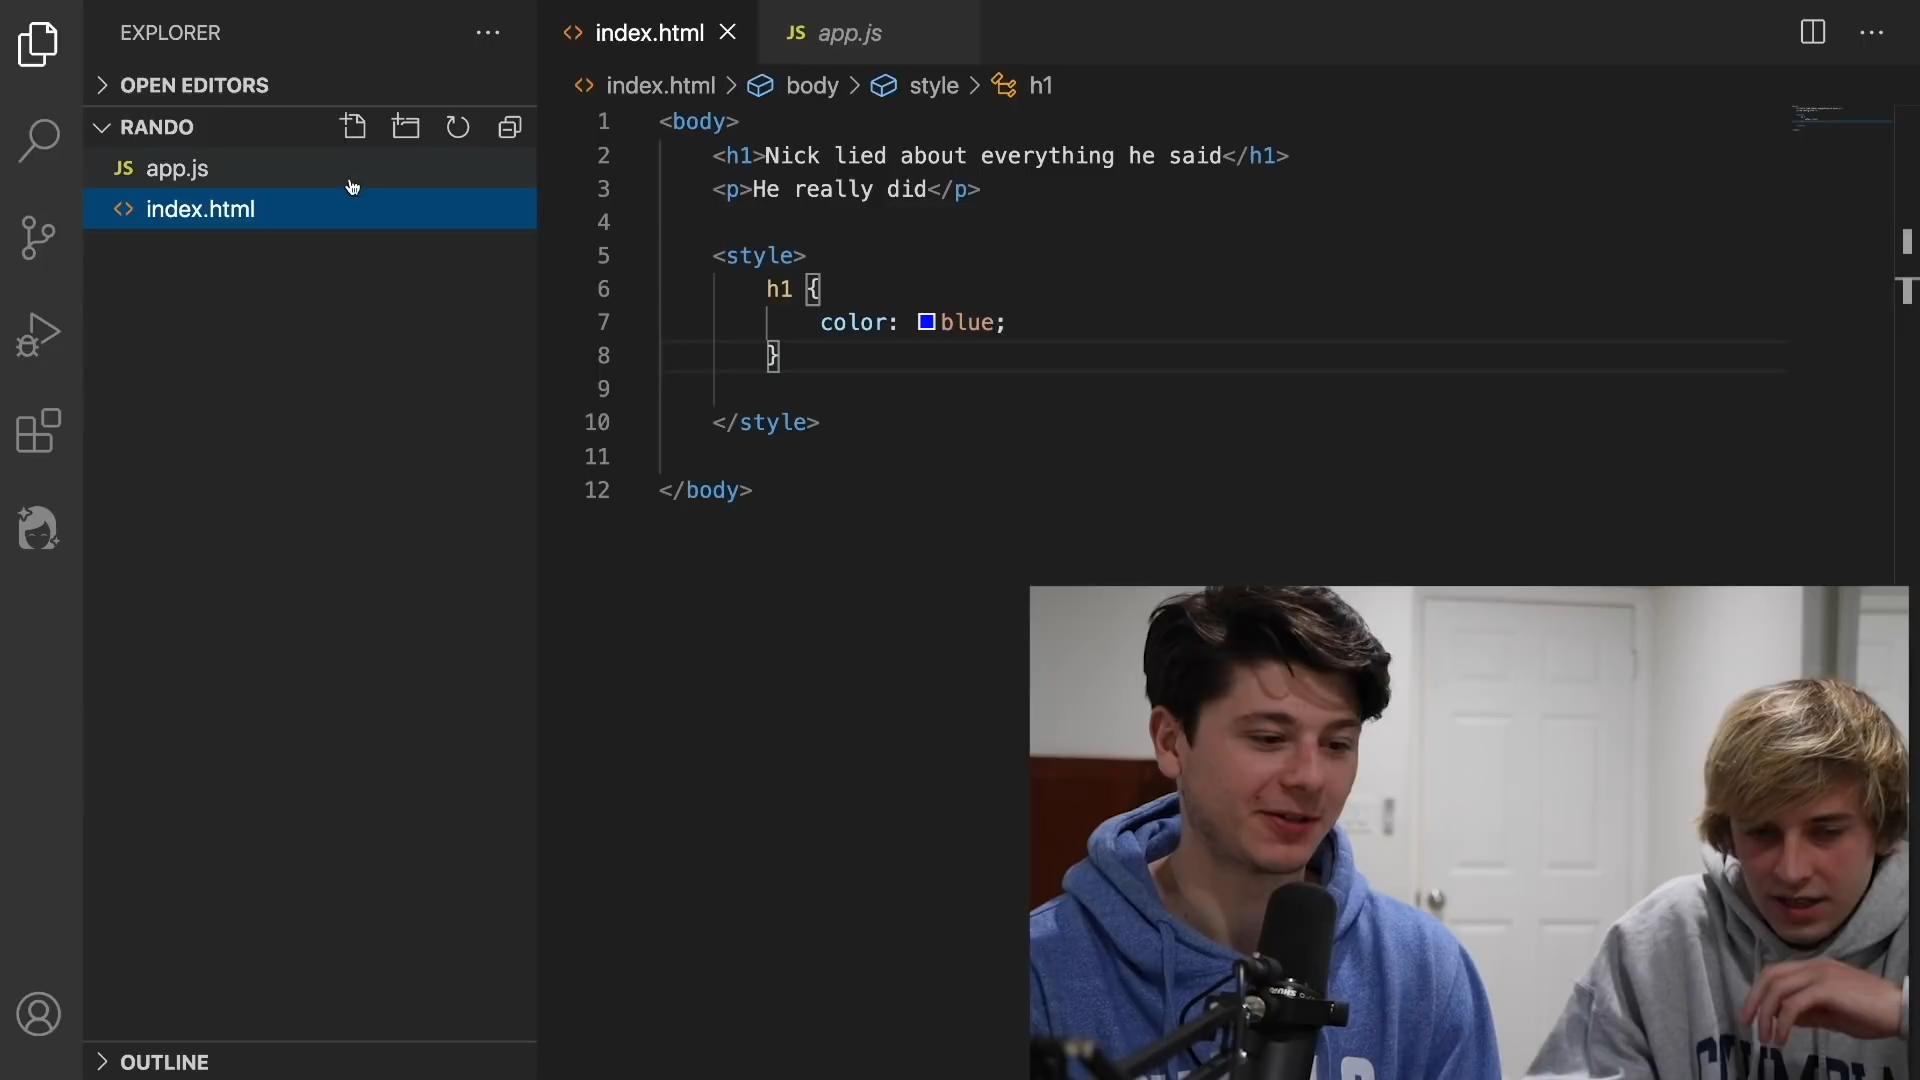 EXPLORER
OPEN EDITORS
RANDO
JS app.js
<> index.html
OUTLINE
<> index.html
JS app.js
<> index.html > body > style > h1
1 <body>
2 <h1>Nick lied about everything he said</h1>
3 <p>He really did</p>
4
5 <style>
6 h1 {
7 color: blue;
8 }
9
10 </style>
11
12 </body>